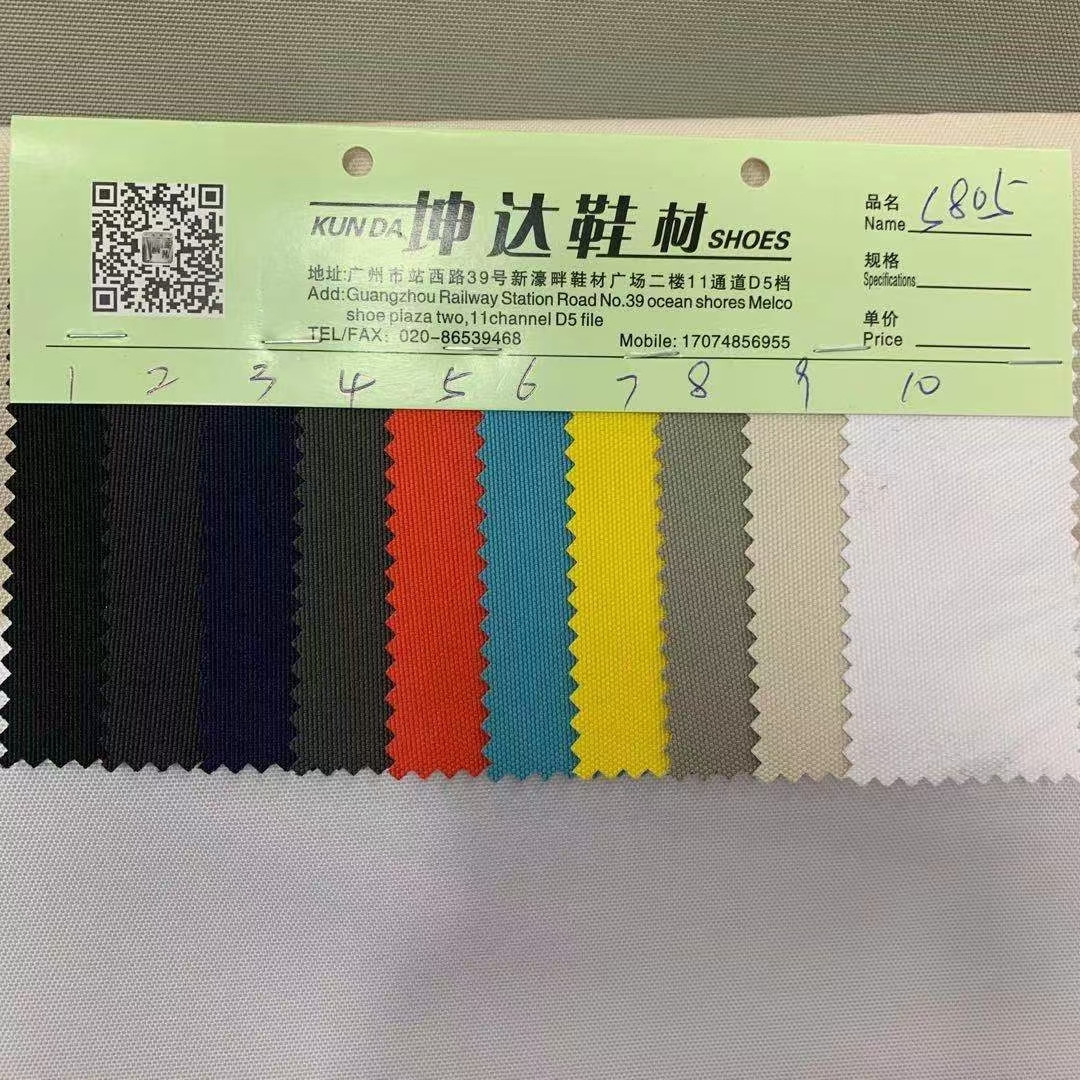 KUN DA 坤达鞋材 SHOES
地址:广州市站西路39号新濠畔鞋材广场二楼11通道D5档
Add:Guangzhou Railway Station Road No.39 ocean shores Melco
shoe plaza two,11channel D5 file
TEL/FAX: 020-86539468 Mobile: 17074856955
品名
Name S805
规格
Specifications
单价
Price
1 2 3 4 5 6 7 8 9 10